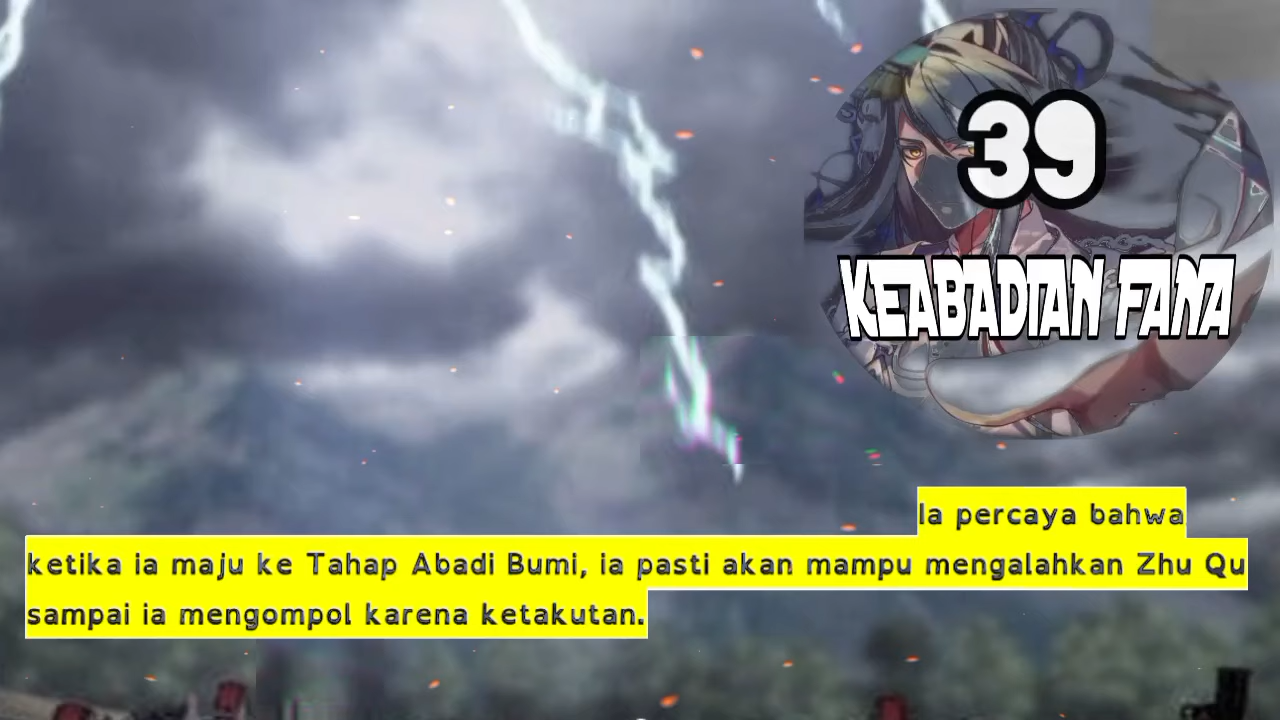 39
KEABADIAN FANA
Ia percaya bahwa
ketika ia maju ke Tahap Abadi Bumi, ia pasti akan mampu mengalahkan Zhu Qu
sampai ia mengompol karena ketakutan.